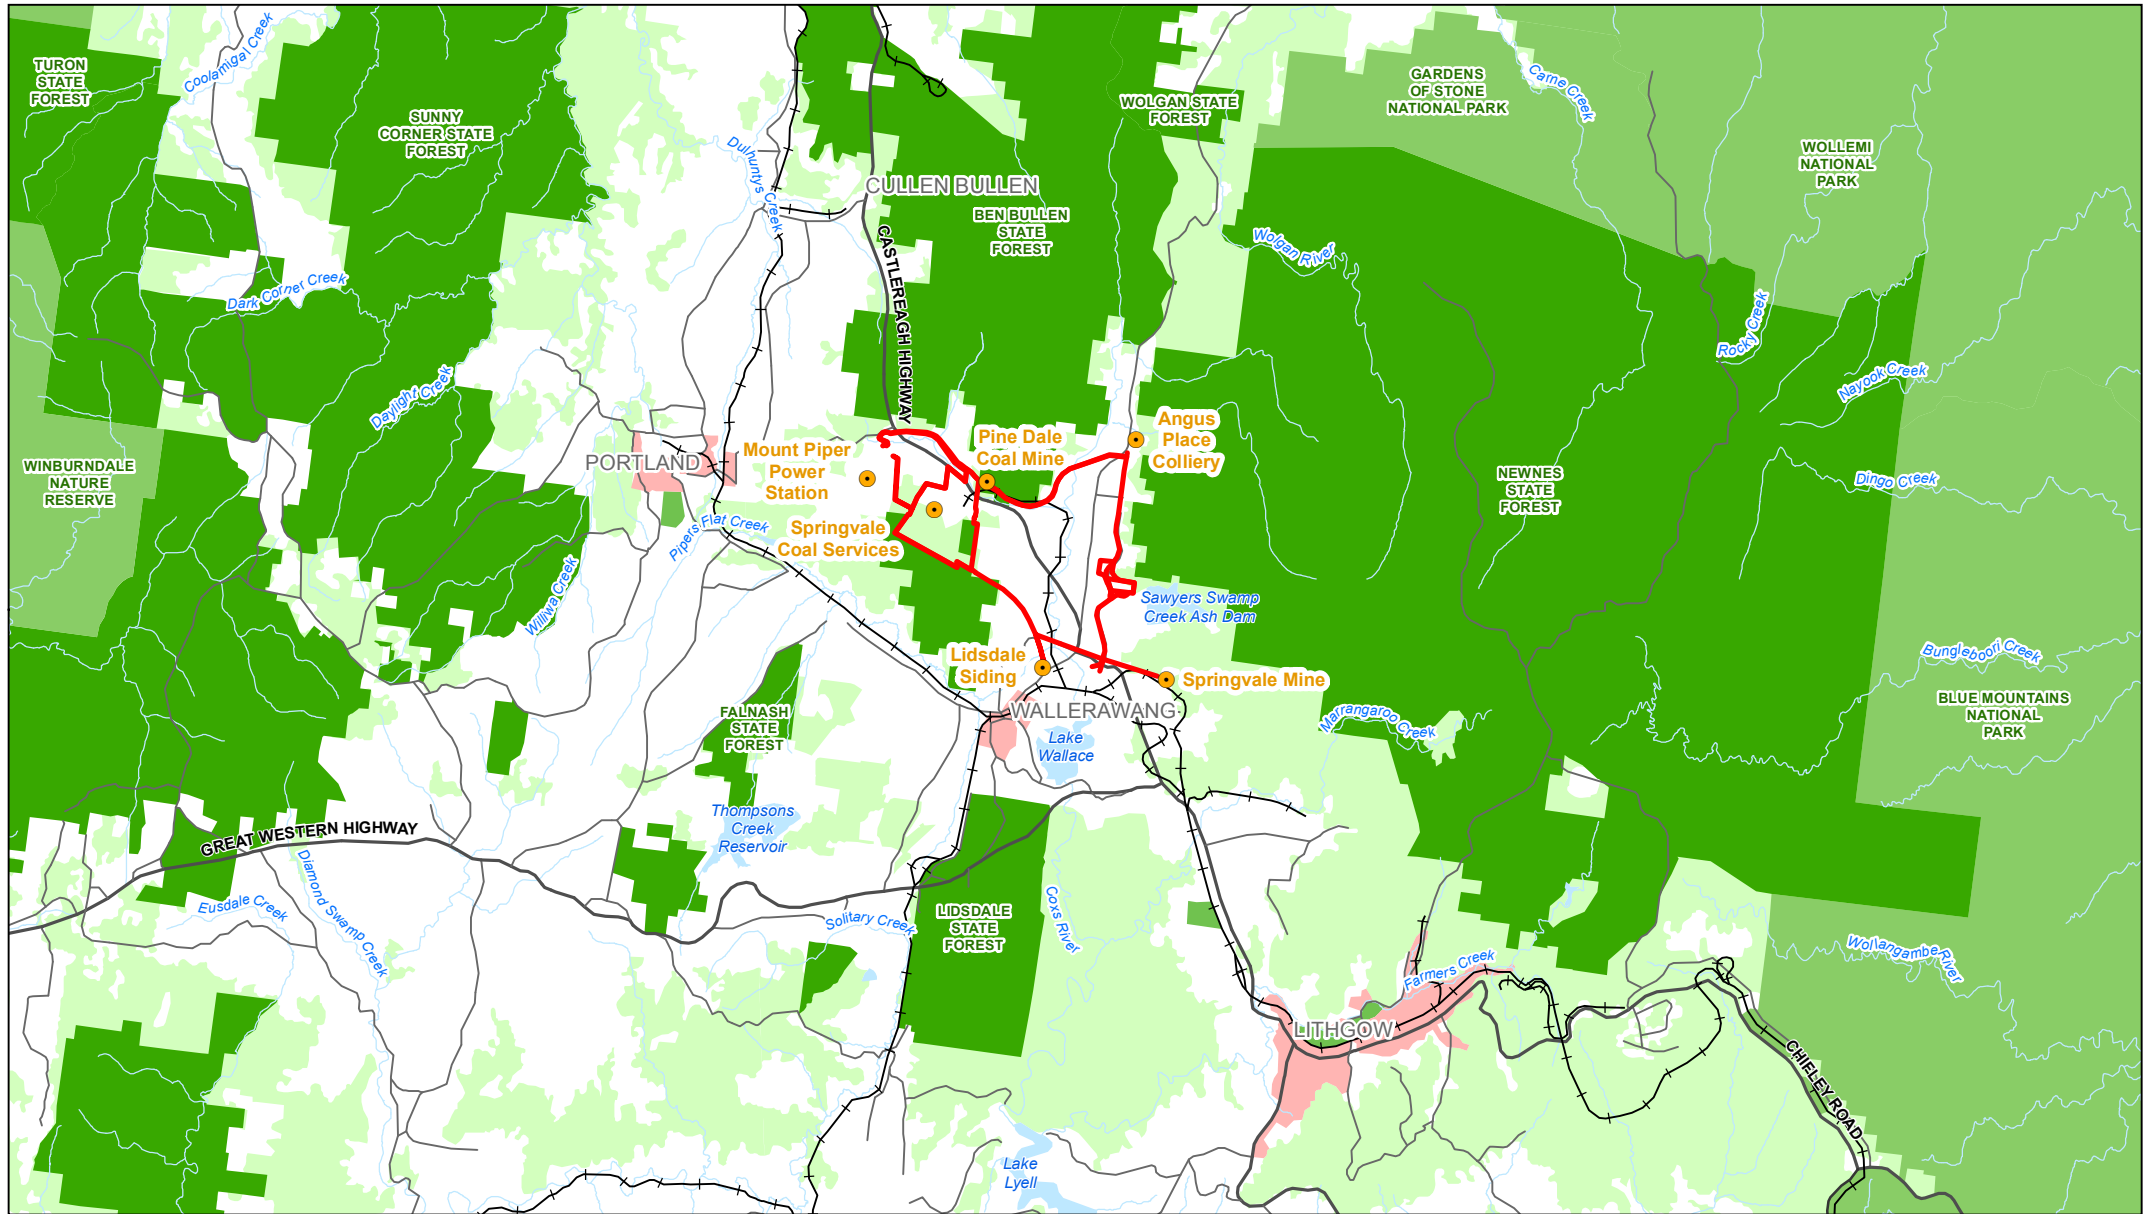 TURON
STATE
FOREST
Coolamigal Creek
SUNNY
CORNER STATE
FOREST
Dulhuntys Creek
CULLEN BULLEN
BEN BULLEN
STATE
FOREST
WOLGAN STATE
FOREST
GARDENS
OF STONE
NATIONAL PARK
Carne Creek
WOLLEMI
NATIONAL
PARK
Wolgan River
Dark Corner Creek
CASTLEREAGH HIGHWAY
Rocky Creek
Nayook Creek
Daylight Creek
PORTLAND
Mount Piper
Power
Station
Pine Dale
Coal Mine
Angus
Place
Colliery
WINBURNDALE
NATURE
RESERVE
NEWNES
STATE
FOREST
Dingo Creek
Pipers Flat Creek
Springvale
Coal Services
Williwa Creek
Sawyers Swamp
Creek Ash Dam
Lidsdale
Siding
Springvale Mine
Bungleboori Creek
BLUE MOUNTAINS
NATIONAL
PARK
FALNASH
STATE
FOREST
WALLERAWANG
Lake
Wallace
Marrangaroo Creek
Thompsons
Creek
Reservoir
GREAT WESTERN HIGHWAY
Diamond Swamp Creek
Eusdale Creek
Solitary Creek
LIDSDALE
STATE
FOREST
Coxs River
Farmers Creek
Wollangambe River
LITHGOW
CHIFLEY ROAD
Lake
Lyell